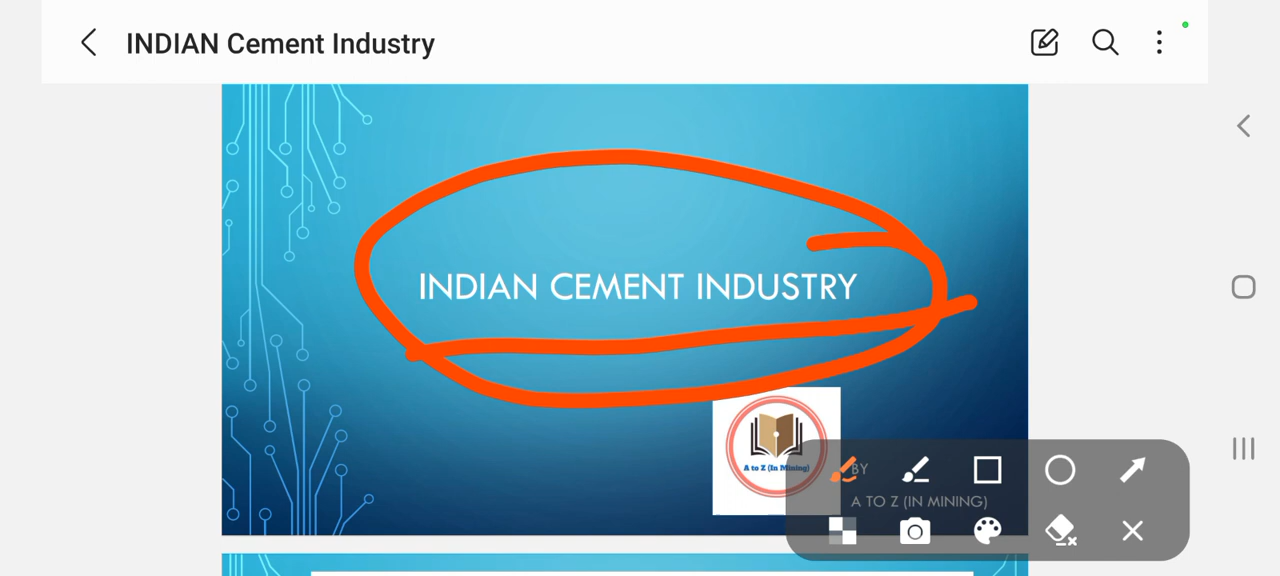 INDIAN Cement Industry
INDIAN CEMENT INDUSTRY
A to Z (In Mining)
BY
A TO Z (IN MINING)